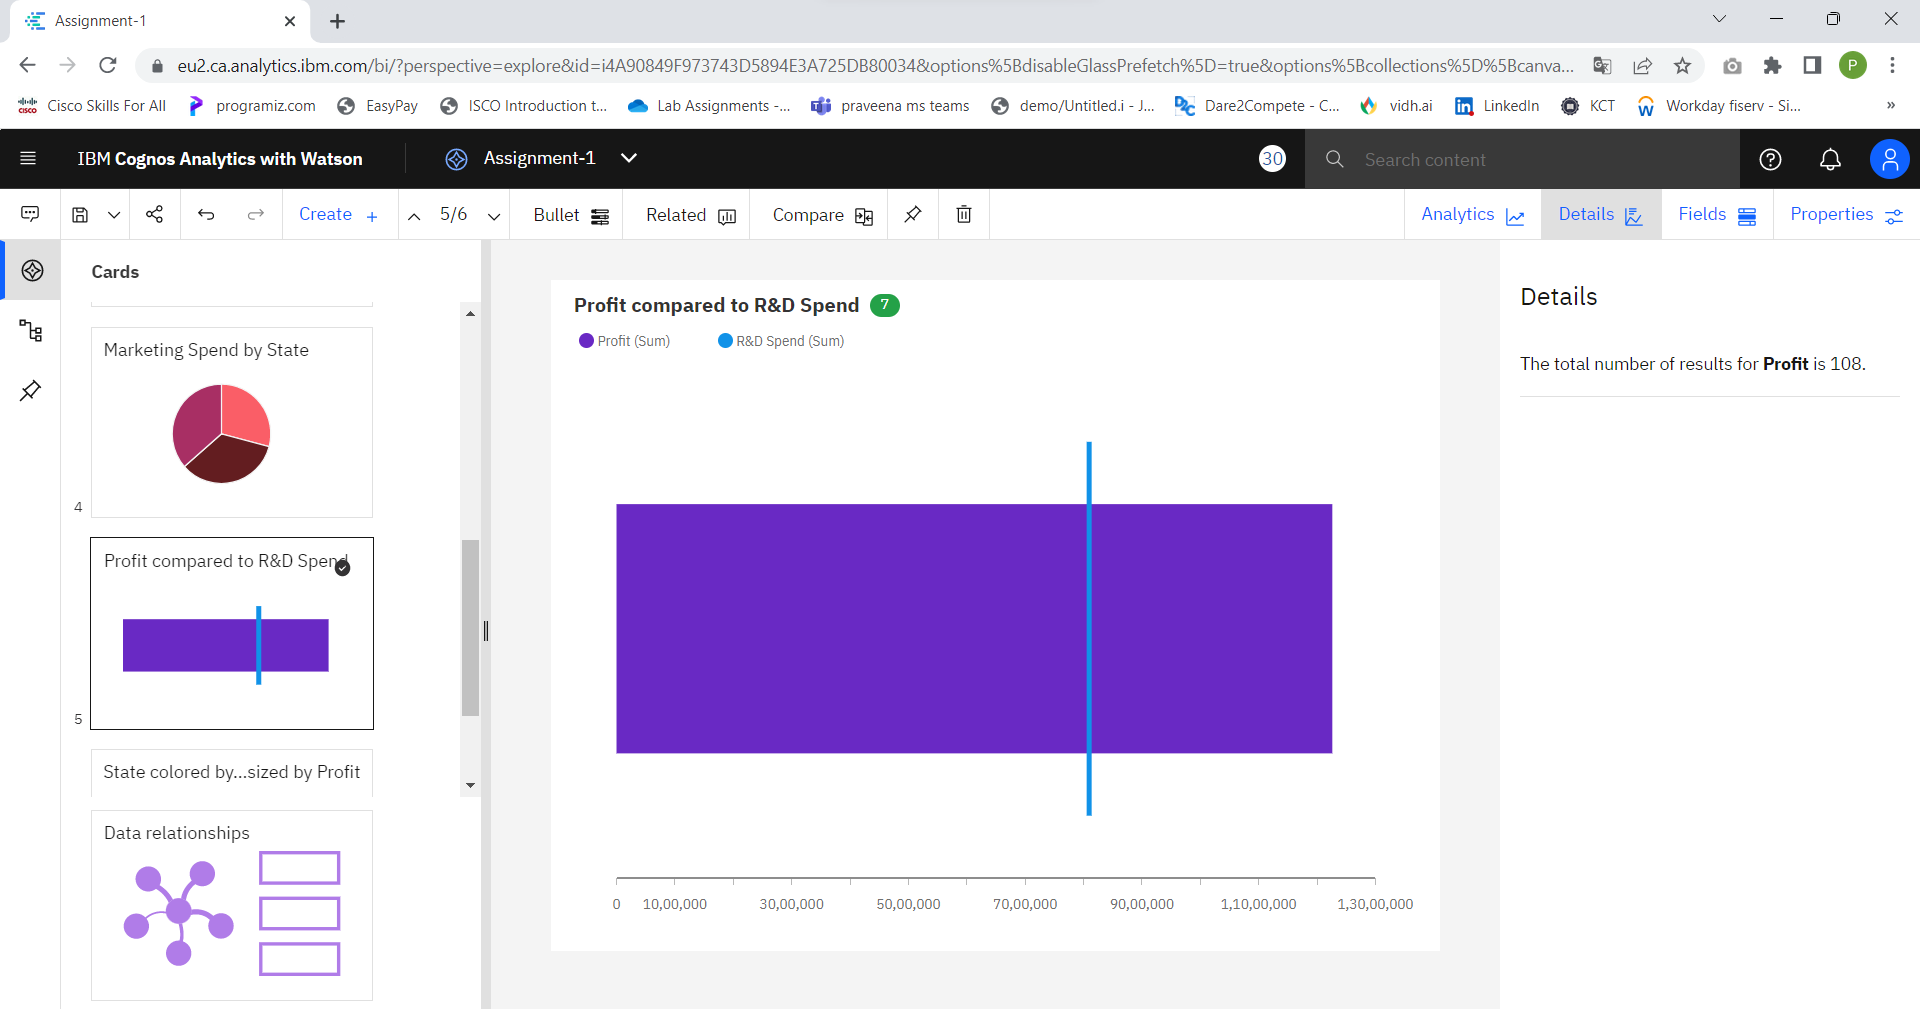 Assignment-1
eu2.ca.analytics.ibm.com/bi/?perspective=explore&id=i4A90849F973743D5894E3A725DB80034&options%5BdisableGlassPrefetch%5D=true&options%5Bcollections%5D%5Bcanva...
P
Cisco Skills For All
programiz.com
EasyPay
ISCO Introduction t...
Lab Assignments -...
praveena ms teams
demo/Untitled.i - J...
Dare2Compete - C...
vidh.ai
LinkedIn
KCT
Workday fiserv - Si...
»
IBM Cognos Analytics with Watson
Assignment-1
30
Search content
Create +
5/6
Bullet
Related
Compare
Analytics
Details
Fields
Properties
Cards
Marketing Spend by State
4
Profit compared to R&D Spend
5
State colored by...sized by Profit
Data relationships
Profit compared to R&D Spend 7
Profit (Sum)
R&D Spend (Sum)
0 10,00,000 30,00,000 50,00,000 70,00,000 90,00,000 1,10,00,000 1,30,00,000
Details
The total number of results for Profit is 108.